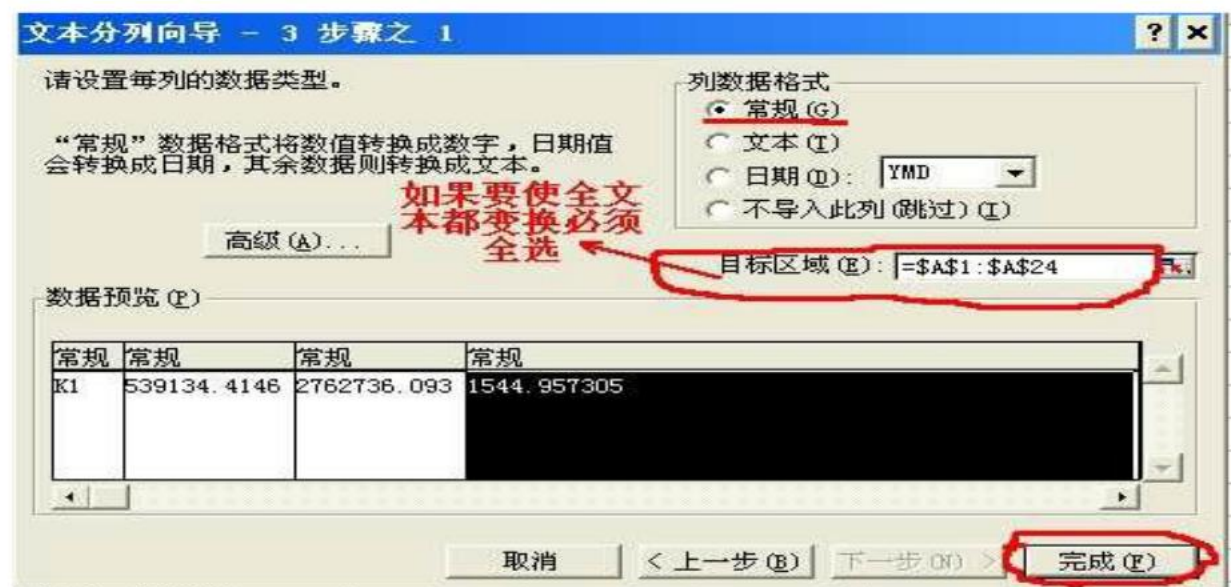 文本分列向导 - 3 步骤之 1
请设置每列的数据类型。
“常规”数据格式将数值转换成数字，日期值
会转换成日期，其余数据则转换成文本。
列数据格式
常规(G)
文本(T)
日期(D): YMD
不导入此列(跳过)(I)
如果要使全文
本都变换必须
全选
高级(A)...
目标区域(E): =$A$1:$A$24
数据预览(P)
常规 常规 常规 常规
K1 539134.4146 2762736.093 1544.957305
取消 < 上一步(B) 下一步(N) > 完成(F)